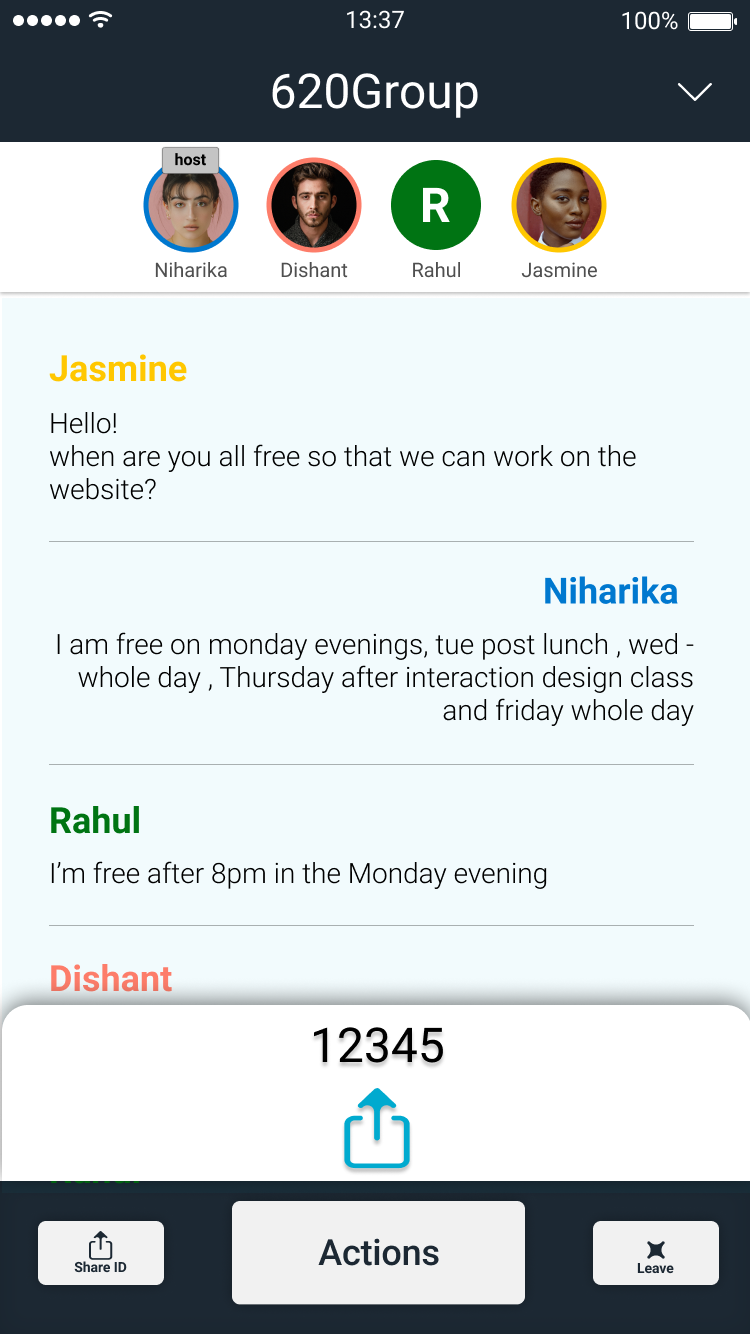 13:37
100%
620Group
host
Niharika
Dishant
Rahul
Jasmine
R
Jasmine
Hello!
when are you all free so that we can work on the
website?
Niharika
I am free on monday evenings, tue post lunch , wed -
whole day , Thursday after interaction design class
and friday whole day
Rahul
I’m free after 8pm in the Monday evening
Dishant
12345
Share ID
Actions
Leave